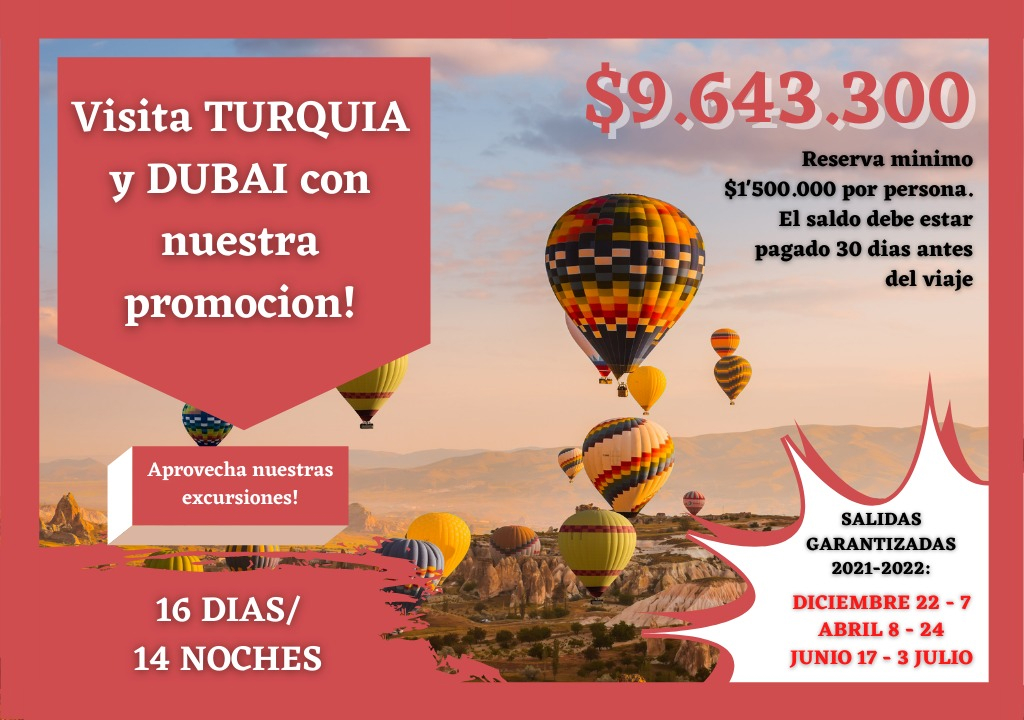 Visita TURQUIA
y DUBAI con
nuestra
promocion!
$9.643.300
Reserva minimo
$1'500.000 por persona.
El saldo debe estar
pagado 30 dias antes
del viaje
Aprovecha nuestras
excursiones!
16 DIAS/
14 NOCHES
SALIDAS
GARANTIZADAS
2021-2022:
DICIEMBRE 22 - 7
ABRIL 8 - 24
JUNIO 17 - 3 JULIO